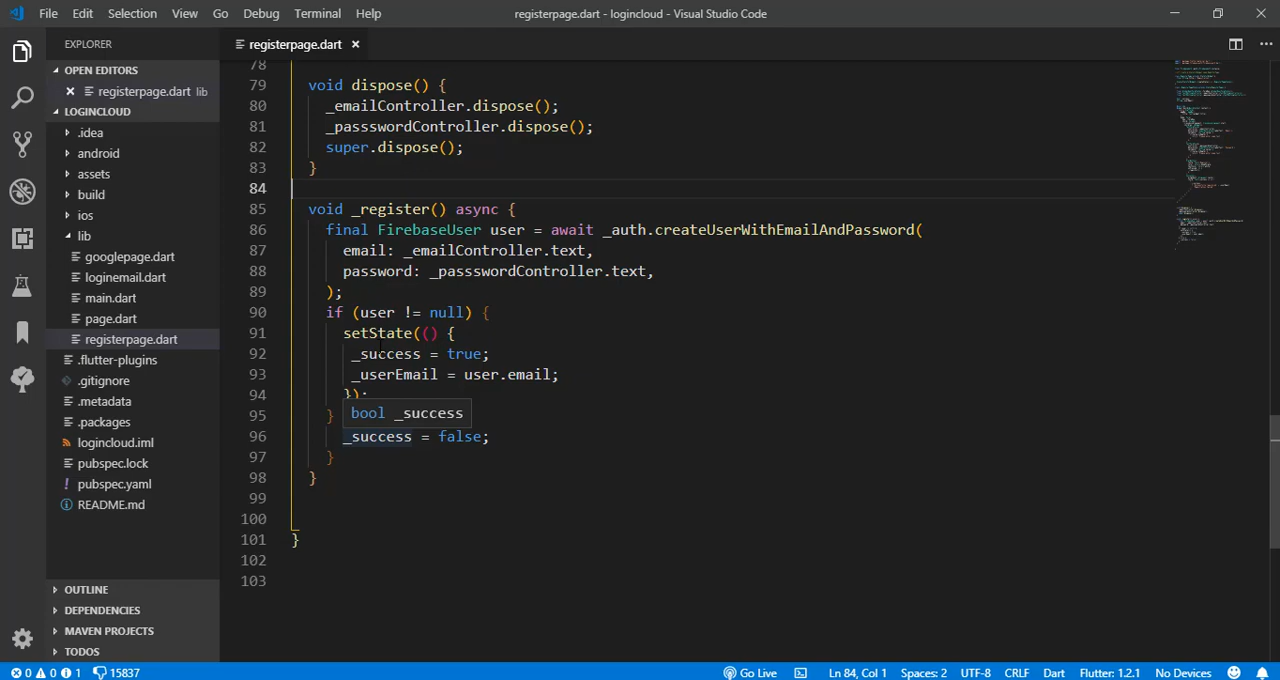 File Edit Selection View Go Debug Terminal Help
registerpage.dart - logincloud - Visual Studio Code
EXPLORER
OPEN EDITORS
registerpage.dart lib
LOGINCLOUD
.idea
android
assets
build
ios
lib
googlepage.dart
loginemail.dart
main.dart
page.dart
registerpage.dart
.flutter-plugins
.gitignore
.metadata
.packages
logincloud.iml
pubspec.lock
pubspec.yaml
README.md
OUTLINE
DEPENDENCIES
MAVEN PROJECTS
TODOS
registerpage.dart
78
79 void dispose() {
80 _emailController.dispose();
81 _passswordController.dispose();
82 super.dispose();
83 }
84
85 void _register() async {
86 final FirebaseUser user = await _auth.createUserWithEmailAndPassword(
87 email: _emailController.text,
88 password: _passswordController.text,
89 );
90 if (user != null) {
91 setState(() {
92 _success = true;
93 _userEmail = user.email;
94 });
95 }
bool _success
96 _success = false;
97 }
98 }
99
100
101 }
102
103
0 0 1 15837
Go Live Ln 84, Col 1 Spaces: 2 UTF-8 CRLF Dart Flutter: 1.2.1 No Devices